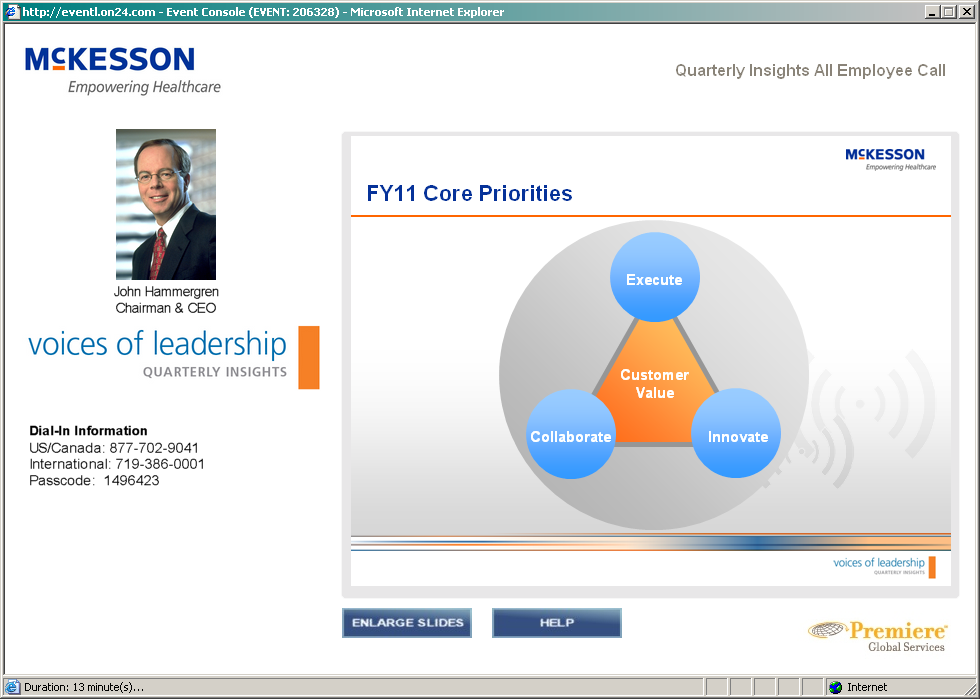 http://event1.on24.com - Event Console (EVENT: 206328) - Microsoft Internet Explorer
MCKESSON
Empowering Healthcare
Quarterly Insights All Employee Call
John Hammergren
Chairman & CEO
voices of leadership
QUARTERLY INSIGHTS
Dial-In Information
US/Canada: 877-702-9041
International: 719-386-0001
Passcode: 1496423
MCKESSON
Empowering Healthcare
FY11 Core Priorities
Execute
Customer
Value
Collaborate
Innovate
voices of leadership
QUARTERLY INSIGHTS
ENLARGE SLIDES
HELP
Premiere
Global Services
Duration: 13 minute(s)...
Internet